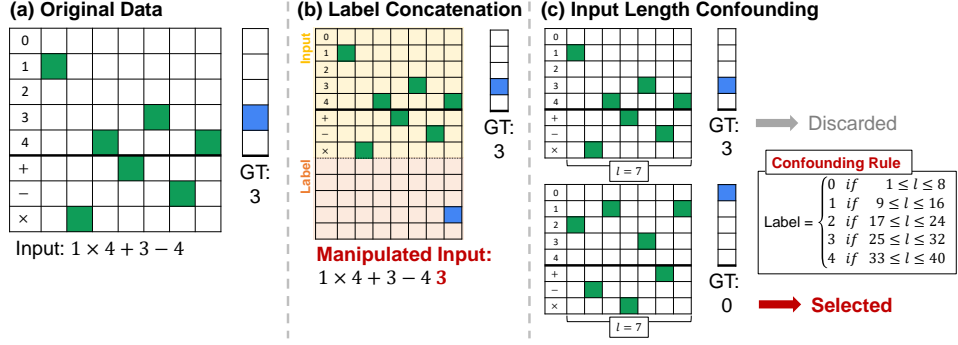 (a) Original Data
0
1
2
3
4
+
−
×
GT:
3
Input: 1 × 4 + 3 − 4
(b) Label Concatenation
Input
0
1
2
3
4
+
−
×
Label
GT:
3
Manipulated Input:
1 × 4 + 3 − 4 3
(c) Input Length Confounding
0
1
2
3
4
+
−
×
l = 7
GT:
3
Discarded
0
1
2
3
4
+
−
×
l = 7
GT:
0
Selected
Confounding Rule
Label =
0 if 1 ≤ l ≤ 8
1 if 9 ≤ l ≤ 16
2 if 17 ≤ l ≤ 24
3 if 25 ≤ l ≤ 32
4 if 33 ≤ l ≤ 40